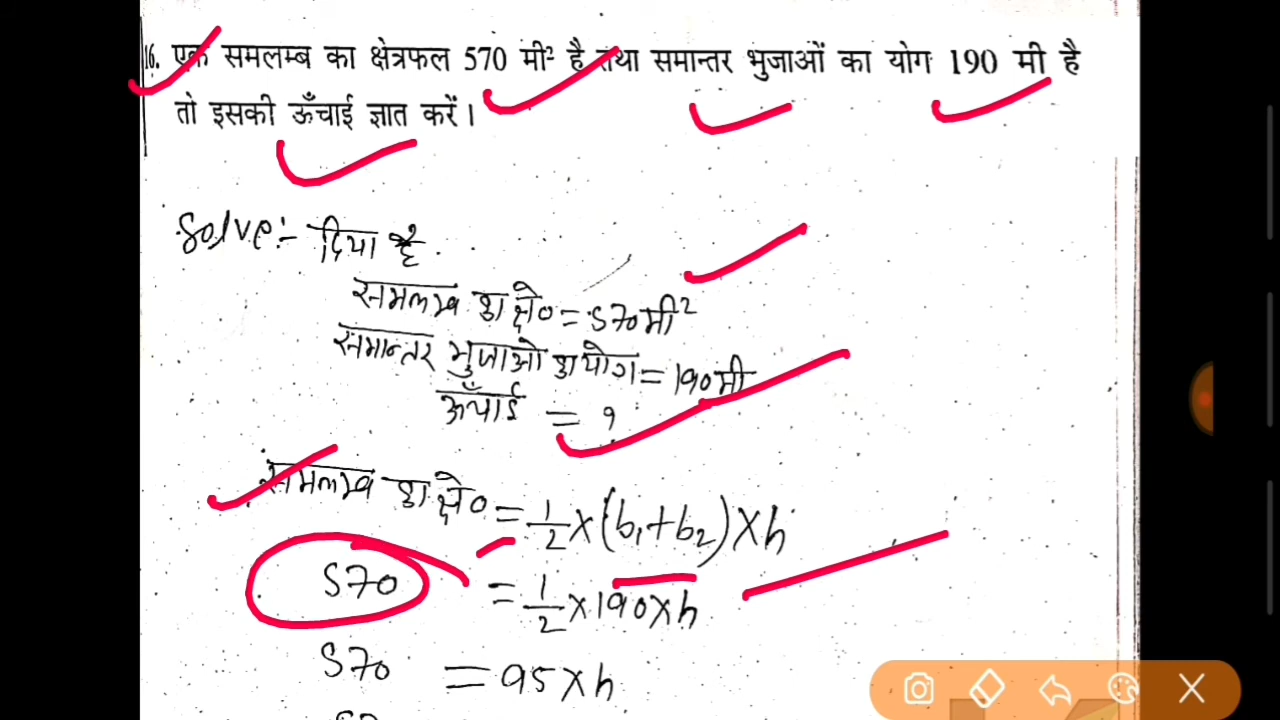 16. एक समलम्ब का क्षेत्रफल 570 मी² है तथा समान्तर भुजाओं का योग 190 मी है
तो इसकी ऊँचाई ज्ञात करें।
Solve:- दिया है.
समलम्ब का क्षे० = 570 मी²
समान्तर भुजाओ का योग = 190 मी
ऊँचाई = ?
समलम्ब का क्षे० = 1/2 × (b₁+b₂) × h
570 = 1/2 × 190 × h
570 = 95 × h